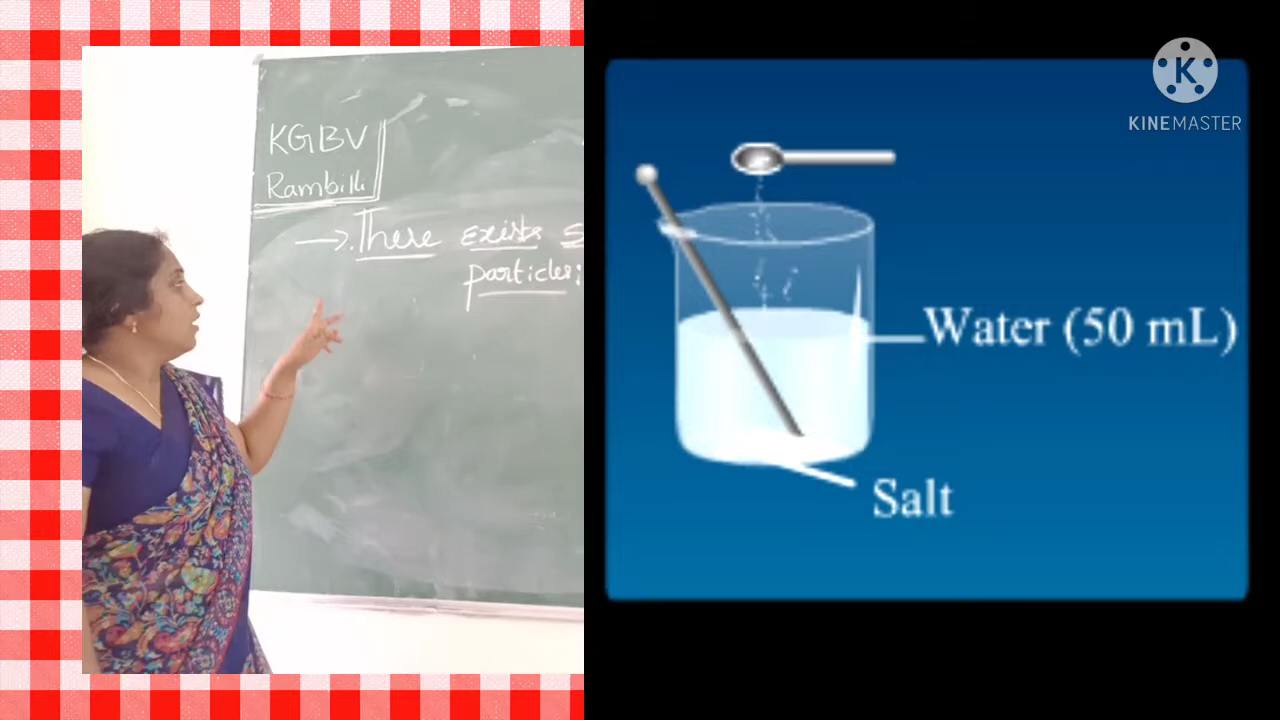 KGBV
Rambilli
→ There exists
particles
K
KINEMASTER
Water (50 mL)
Salt